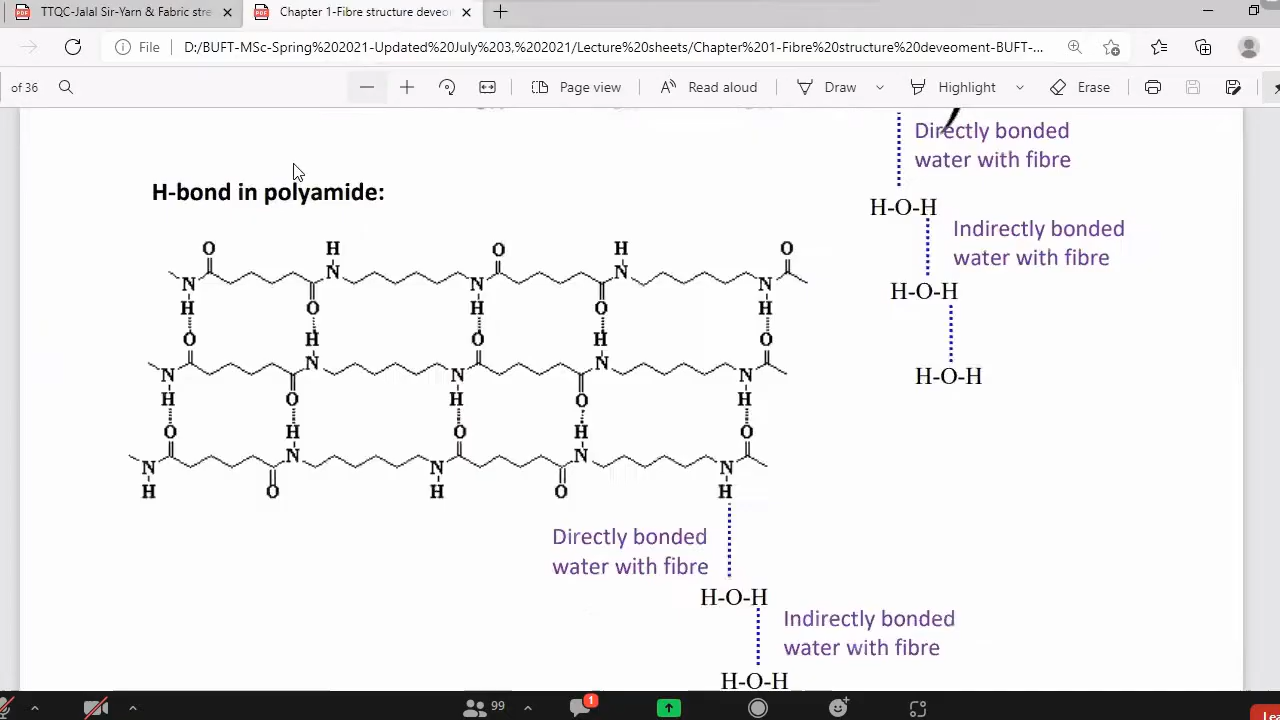 TTQC-Jalal Sir-Yarn & Fabric stre
Chapter 1-Fibre structure deveo
File
D:/BUFT-MSc-Spring%202021-Updated%20July%203,%202021/Lecture%20sheets/Chapter%201-Fibre%20structure%20deveoment-BUFT-...
of 36
Page view
Read aloud
Draw
Highlight
Erase
Directly bonded
water with fibre
H-bond in polyamide:
H-O-H
Indirectly bonded
water with fibre
H-O-H
H-O-H
O H O H O
N N N N N
H O H O H
O H O H O
N N N N N
H O H O H
O H O H O
N N N N N
H O H O H
Directly bonded
water with fibre
H-O-H
Indirectly bonded
water with fibre
H-O-H
99
1